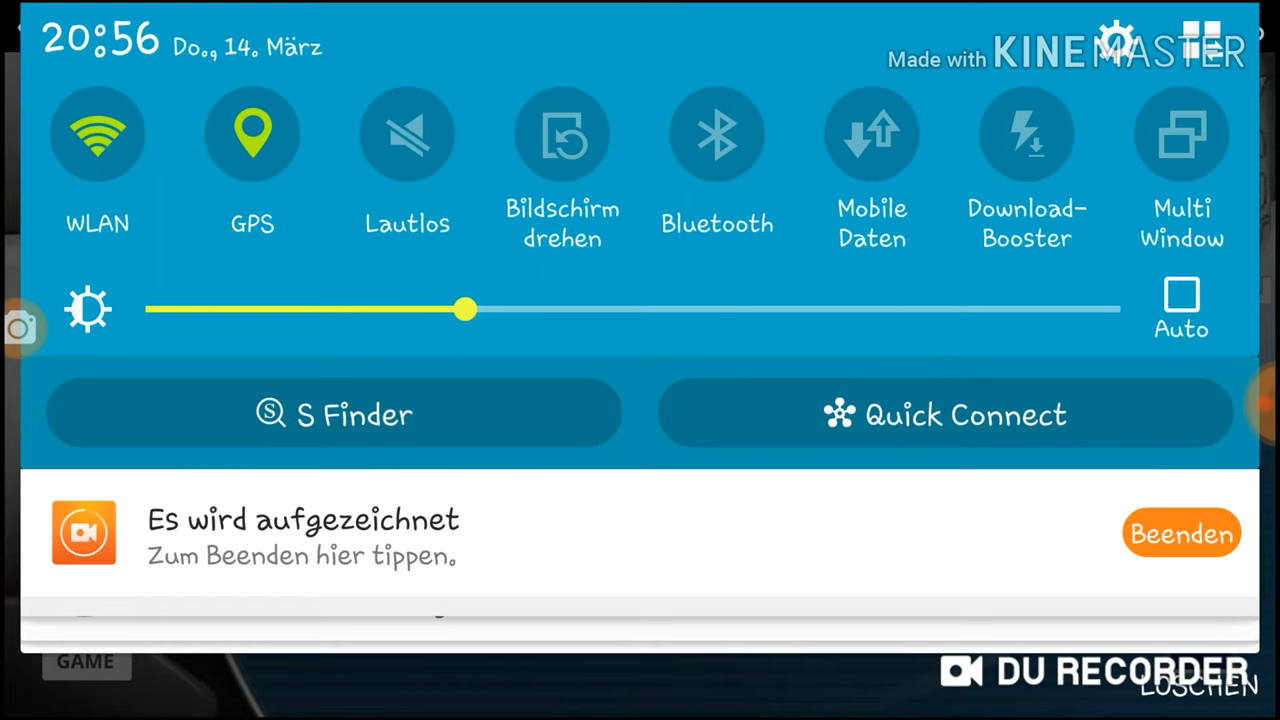 20:56 Do., 14. März
Made with KINEMASTER
WLAN
GPS
Lautlos
Bildschirm
drehen
Bluetooth
Mobile
Daten
Download-
Booster
Multi
Window
Auto
S Finder
Quick Connect
Es wird aufgezeichnet
Zum Beenden hier tippen.
Beenden
GAME
DU RECORDER
LÖSCHEN